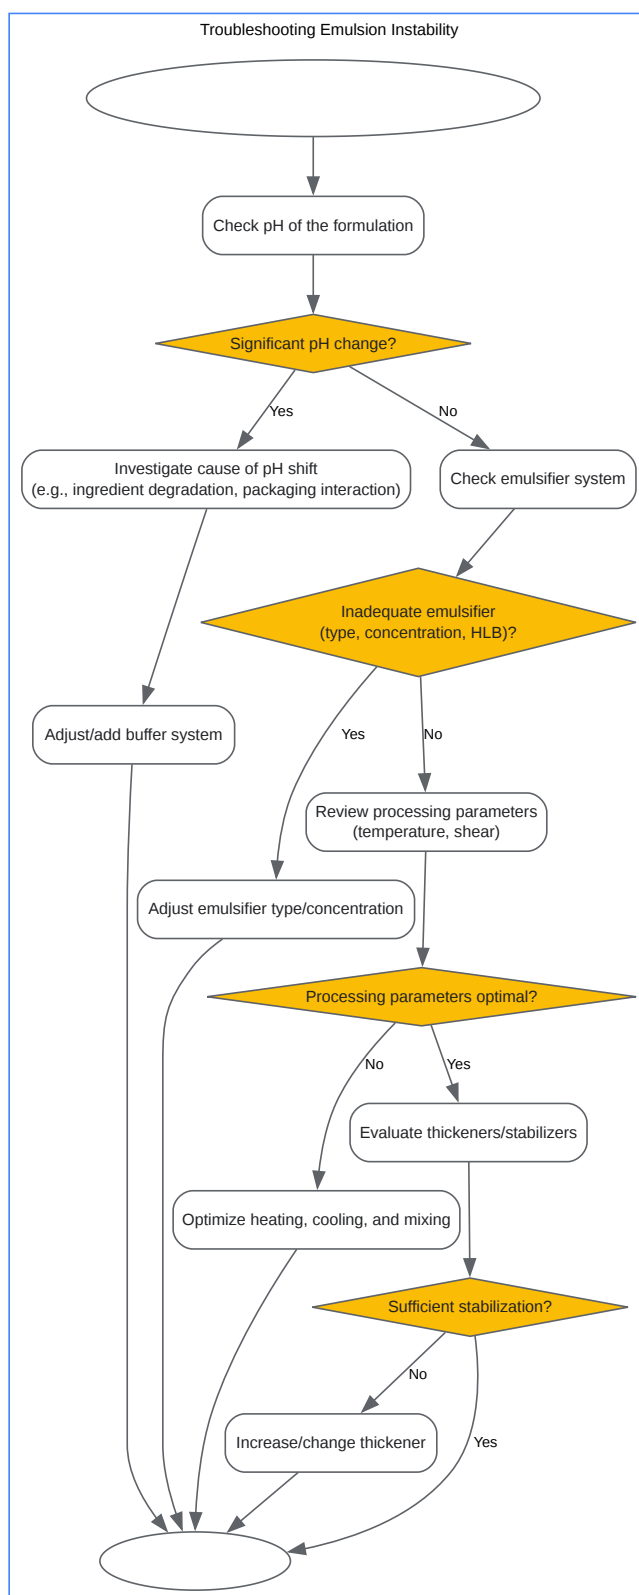 Troubleshooting Emulsion Instability
Check pH of the formulation
Significant pH change?
Yes
No
Investigate cause of pH shift
(e.g., ingredient degradation, packaging interaction)
Check emulsifier system
Inadequate emulsifier
(type, concentration, HLB)?
Adjust/add buffer system
Yes
No
Review processing parameters
(temperature, shear)
Adjust emulsifier type/concentration
Processing parameters optimal?
No
Yes
Evaluate thickeners/stabilizers
Optimize heating, cooling, and mixing
Sufficient stabilization?
No
Increase/change thickener
Yes